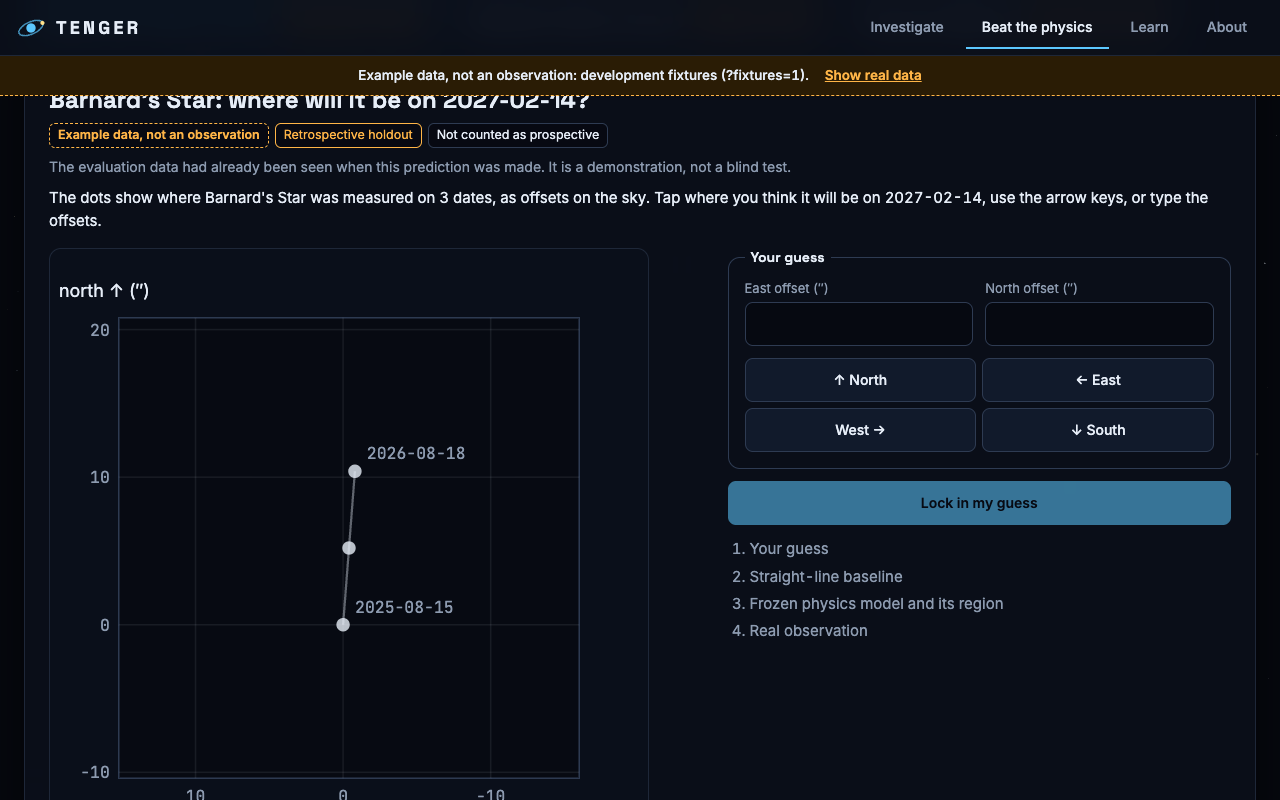 TENGER
Investigate
Beat the physics
Learn
About
Example data, not an observation: development fixtures (?fixtures=1). Show real data
Barnard's Star: where will it be on 2027-02-14?
Example data, not an observation
Retrospective holdout
Not counted as prospective
The evaluation data had already been seen when this prediction was made. It is a demonstration, not a blind test.
The dots show where Barnard's Star was measured on 3 dates, as offsets on the sky. Tap where you think it will be on 2027-02-14, use the arrow keys, or type the
offsets.
north ↑ (″)
20
10
0
-10
2026-08-18
2025-08-15
10
0
-10
Your guess
East offset (″)
North offset (″)
↑ North
← East
West →
↓ South
Lock in my guess
1. Your guess
2. Straight-line baseline
3. Frozen physics model and its region
4. Real observation